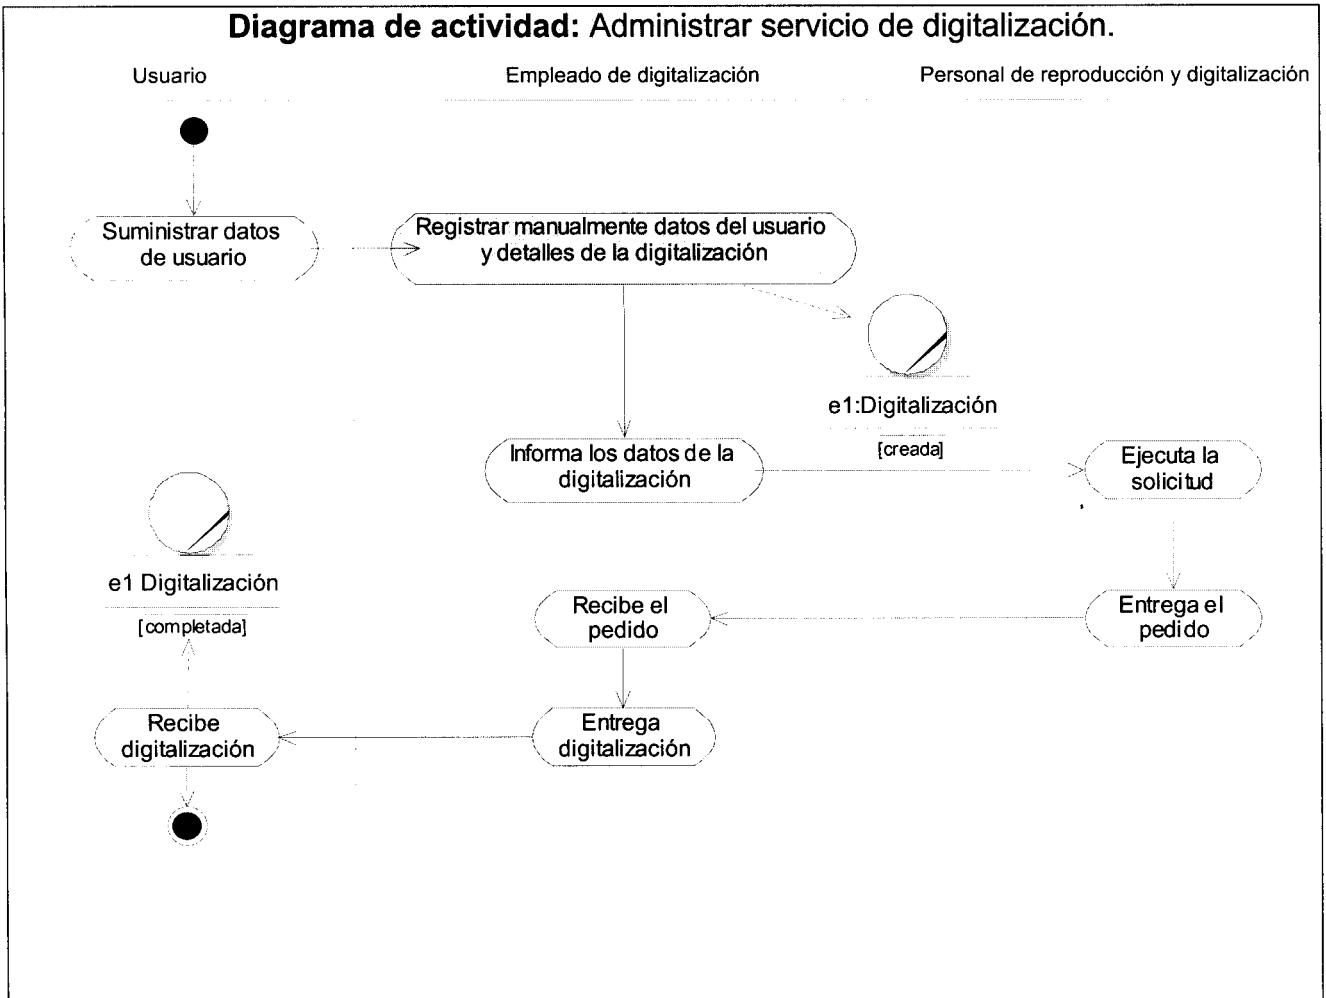 Diagrama de actividad: Administrar servicio de digitalización.
Usuario
Empleado de digitalización
Personal de reproducción y digitalización
Suministrar datos
de usuario
Registrar manualmente datos del usuario
y detalles de la digitalización
e1:Digitalización
[creada]
Informa los datos de la
digitalización
Ejecuta la
solicitud
e1 Digitalización
[completada]
Recibe el
pedido
Entrega el
pedido
Recibe
digitalización
Entrega
digitalización